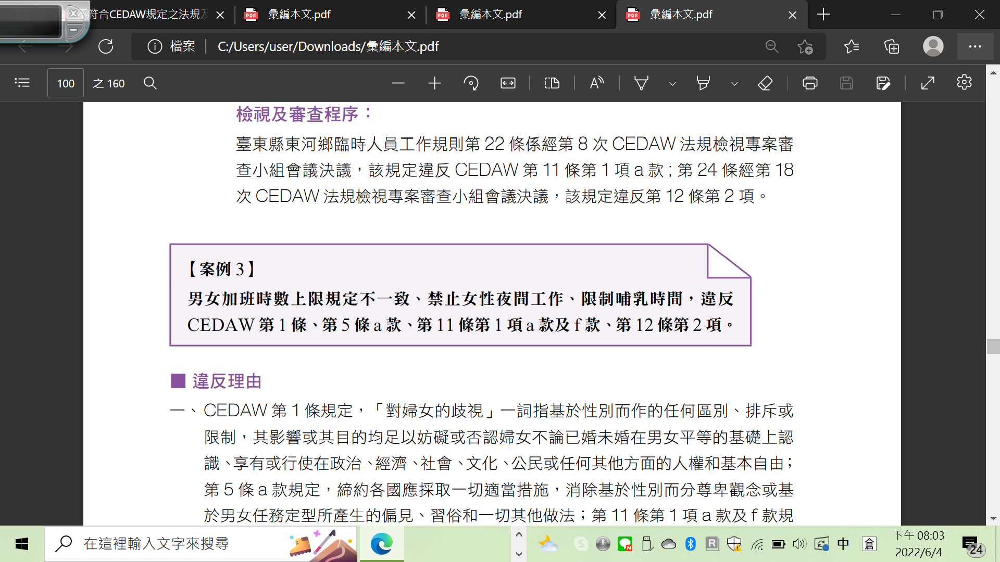 不符合CEDAW規定之法規及
彙編本文.pdf
彙編本文.pdf
彙編本文.pdf
檔案
C:/Users/user/Downloads/彙編本文.pdf
100 之 160
檢視及審查程序：
臺東縣東河鄉臨時人員工作規則第 22 條係經第 8 次 CEDAW 法規檢視專案審
查小組會議決議，該規定違反 CEDAW 第 11 條第 1 項 a 款 ; 第 24 條經第 18
次 CEDAW 法規檢視專案審查小組會議決議，該規定違反第 12 條第 2 項。
【案例 3】
男女加班時數上限規定不一致、禁止女性夜間工作、限制哺乳時間，違反
CEDAW 第 1 條、第 5 條 a 款、第 11 條第 1 項 a 款及 f 款、第 12 條第 2 項。
■ 違反理由
一、CEDAW 第 1 條規定，「對婦女的歧視」一詞指基於性別而作的任何區別、排斥或
限制，其影響或其目的均足以妨礙或否認婦女不論已婚未婚在男女平等的基礎上認
識、享有或行使在政治、經濟、社會、文化、公民或任何其他方面的人權和基本自由；
第 5 條 a 款規定，締約各國應採取一切適當措施，消除基於性別而分尊卑觀念或基
於男女任務定型所產生的偏見、習俗和一切其他做法；第 11 條第 1 項 a 款及 f 款規
在這裡輸入文字來搜尋
中
倉
下午 08:03
2022/6/4
24